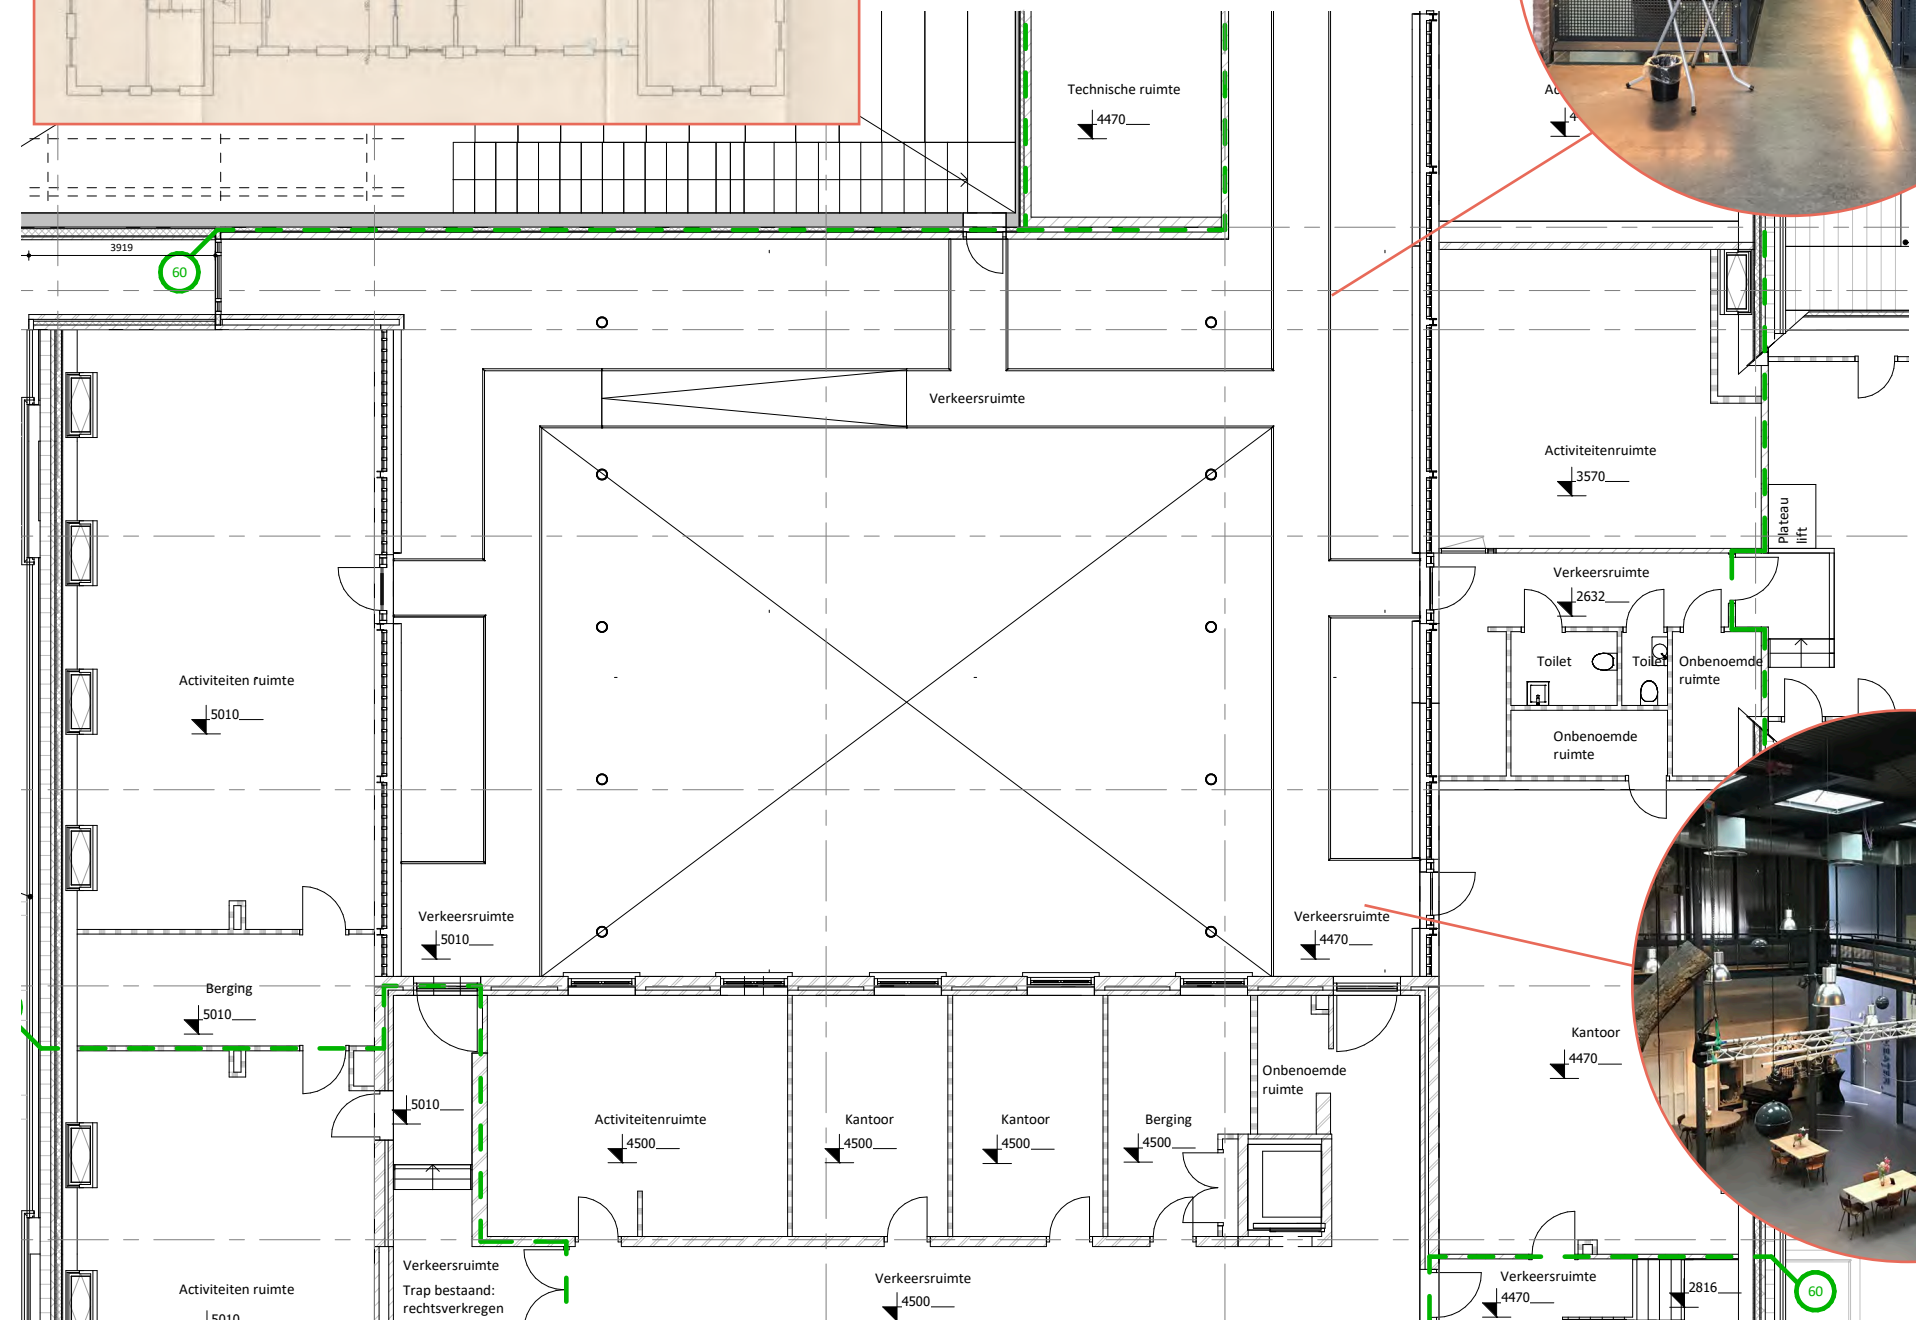 Technische ruimte
4470
Ac
4
3919
60
Verkeersruimte
Activiteitenruimte
3570
Plateau
lift
Verkeersruimte
2632
Toilet
Toilet
Onbenoemde
ruimte
Activiteiten ruimte
5010
Onbenoemde
ruimte
Verkeersruimte
5010
Verkeersruimte
4470
Berging
5010
Kantoor
4470
Onbenoemde
ruimte
5010
Activiteitenruimte
4500
Kantoor
4500
Kantoor
4500
Berging
4500
Verkeersruimte
Trap bestaand:
rechtsverkregen
Verkeersruimte
4500
Activiteiten ruimte
5010
Verkeersruimte
4470
2816
60